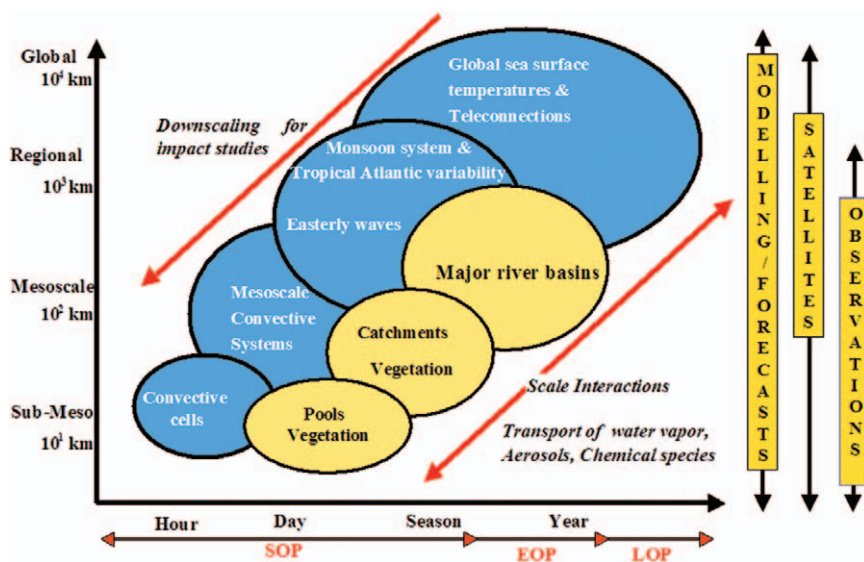 Global
10⁴ km
Regional
10³ km
Mesoscale
10² km
Sub-Meso
10¹ km
Downscaling for
impact studies
Global sea surface
temperatures &
Teleconnections
Monsoon system &
Tropical Atlantic variability
Easterly waves
Major river basins
Mesoscale
Convective
Systems
Catchments
Vegetation
Convective
cells
Pools
Vegetation
Scale Interactions
Transport of water vapor,
Aerosols, Chemical species
Hour Day Season Year
SOP EOP LOP
MODELLING/FORECASTS
SATELLITES
OBSERVATIONS